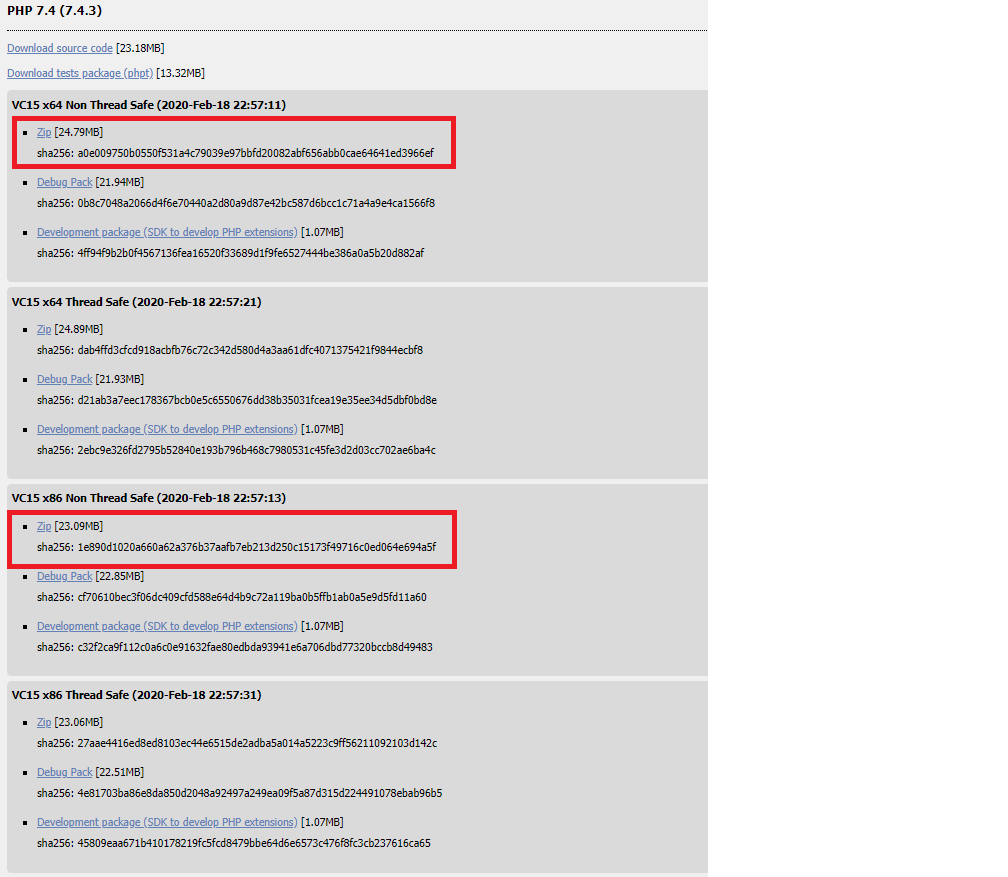 PHP 7.4 (7.4.3)
Download source code [23.18MB]
Download tests package (phpt) [13.32MB]
VC15 x64 Non Thread Safe (2020-Feb-18 22:57:11)
Zip [24.79MB]
sha256: a0e009750b0550f531a4c79039e97bbfd20082abf656abb0cae64641ed3966ef
Debug Pack [21.94MB]
sha256: 0b8c7048a2066d4f6e70440a2d80a9d87e42bc587d6bcc1c71a4a9e4ca1566f8
Development package (SDK to develop PHP extensions) [1.07MB]
sha256: 4ff94f9b2b0f4567136fea16520f33689d1f9fe6527444be386a0a5b20d882af
VC15 x64 Thread Safe (2020-Feb-18 22:57:21)
Zip [24.89MB]
sha256: dab4ffd3cfcd918acbfb76c72c342d580d4a3aa61dfc4071375421f9844ecbf8
Debug Pack [21.93MB]
sha256: d21ab3a7eec178367bcb0e5c6550676dd38b35031fcea19e35ee34d5dbf0bd8e
Development package (SDK to develop PHP extensions) [1.07MB]
sha256: 2ebc9e326fd2795b52840e193b796b468c7980531c45fe3d2d03cc702ae6ba4c
VC15 x86 Non Thread Safe (2020-Feb-18 22:57:13)
Zip [23.09MB]
sha256: 1e890d1020a660a62a376b37aafb7eb213d250c15173f49716c0ed064e694a5f
Debug Pack [22.85MB]
sha256: cf70610bec3f06dc409cfd588e64d4b9c72a119ba0b5ffb1ab0a5e9d5fd11a60
Development package (SDK to develop PHP extensions) [1.07MB]
sha256: c32f2ca9f112c0a6c0e91632fae80edbda93941e6a706dbd77320bccb8d49483
VC15 x86 Thread Safe (2020-Feb-18 22:57:31)
Zip [23.06MB]
sha256: 27aae4416ed8ed8103ec44e6515de2adba5a014a5223c9ff56211092103d142c
Debug Pack [22.51MB]
sha256: 4e81703ba86e8da850d2048a92497a249ea09f5a87d315d224491078ebab96b5
Development package (SDK to develop PHP extensions) [1.07MB]
sha256: 45809eaa671b410178219fc5fcd8479bbe64d6e6573c476f8fc3cb237616ca65